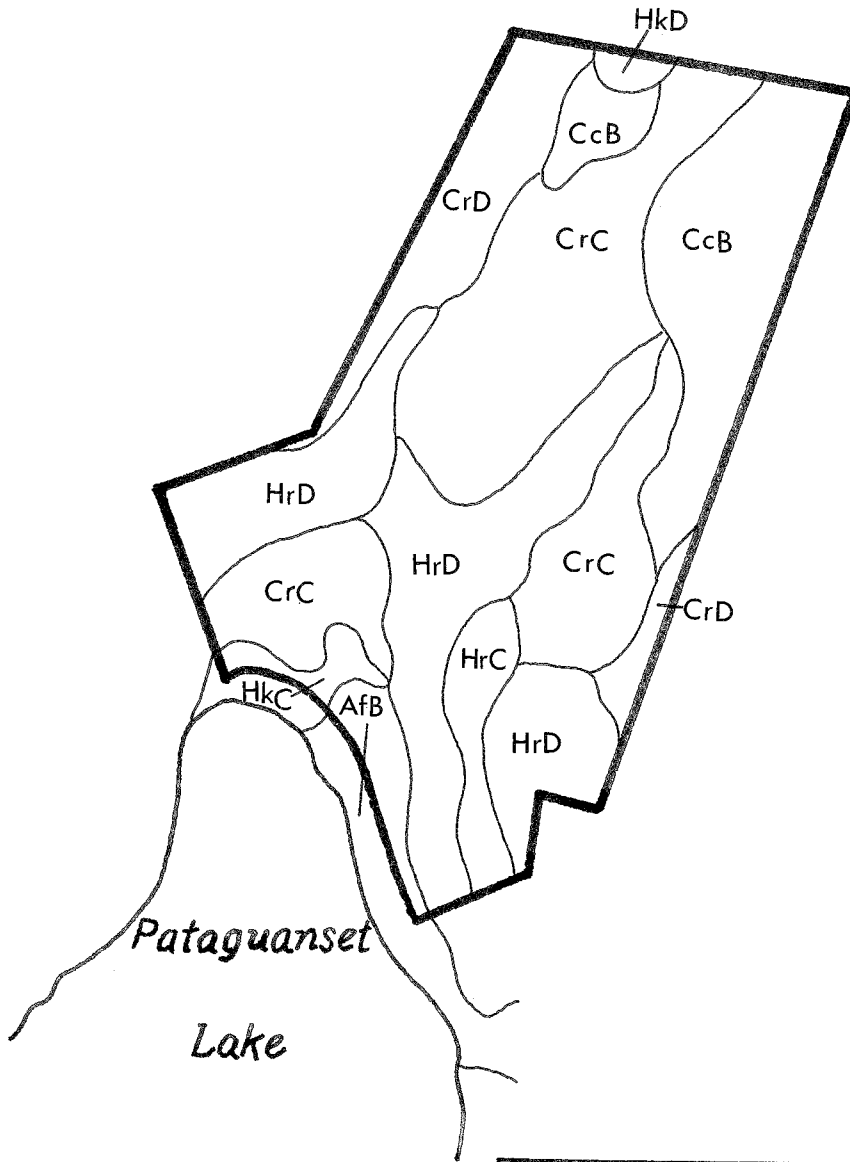 HkD
CcB
CrD
CrC
CcB
HrD
HrD
CrC
CrC
CrD
HrC
HkC
AfB
HrD
Pataguanset
Lake